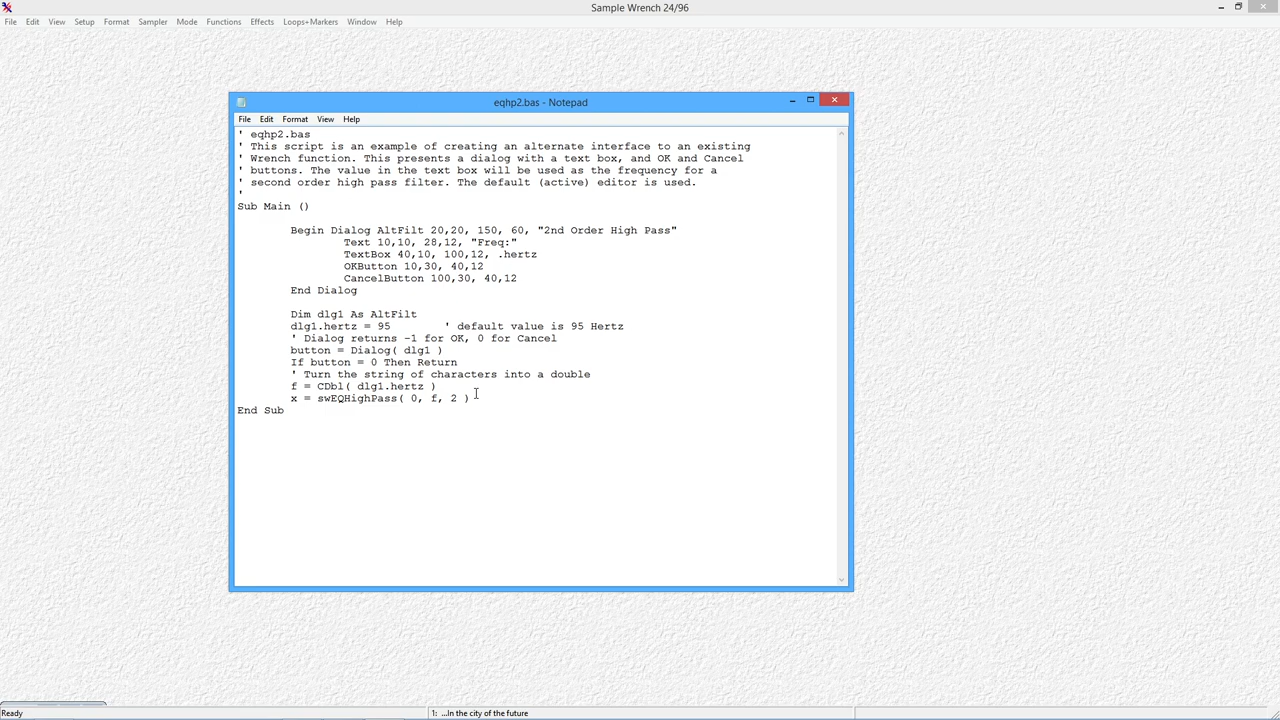 Sample Wrench 24/96
File Edit View Setup Format Sampler Mode Functions Effects Loops+Markers Window Help
eqhp2.bas - Notepad
File Edit Format View Help
' eqhp2.bas
' This script is an example of creating an alternate interface to an existing
' Wrench function. This presents a dialog with a text box, and OK and Cancel
' buttons. The value in the text box will be used as the frequency for a
' second order high pass filter. The default (active) editor is used.
'
Sub Main ()
Begin Dialog AltFilt 20,20, 150, 60, "2nd Order High Pass"
Text 10,10, 28,12, "Freq:"
TextBox 40,10, 100,12, .hertz
OKButton 10,30, 40,12
CancelButton 100,30, 40,12
End Dialog
Dim dlg1 As AltFilt
dlg1.hertz = 95 ' default value is 95 Hertz
' Dialog returns -1 for OK, 0 for Cancel
button = Dialog( dlg1 )
If button = 0 Then Return
' Turn the string of characters into a double
f = CDbl( dlg1.hertz )
x = swEQHighPass( 0, f, 2 )
End Sub
Ready
1: ...In the city of the future